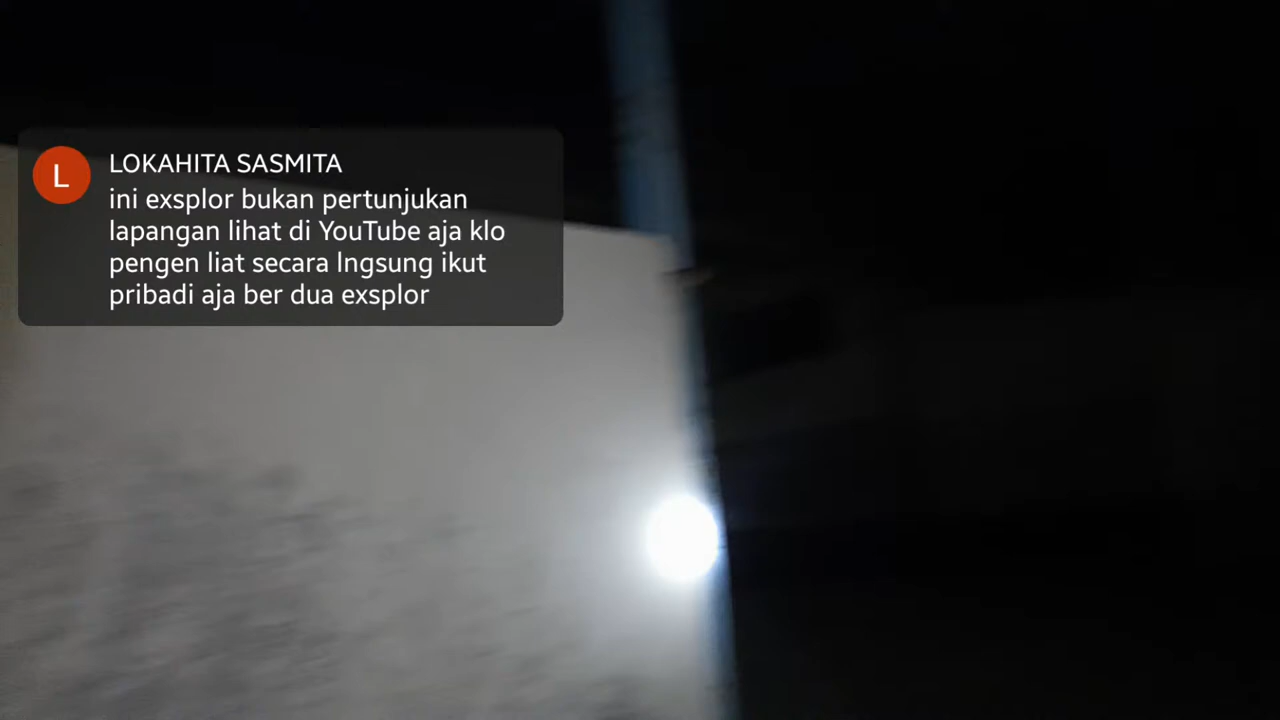 L
LOKAHITA SASMITA
ini exsplor bukan pertunjukan
lapangan lihat di YouTube aja klo
pengen liat secara lngsung ikut
pribadi aja ber dua exsplor